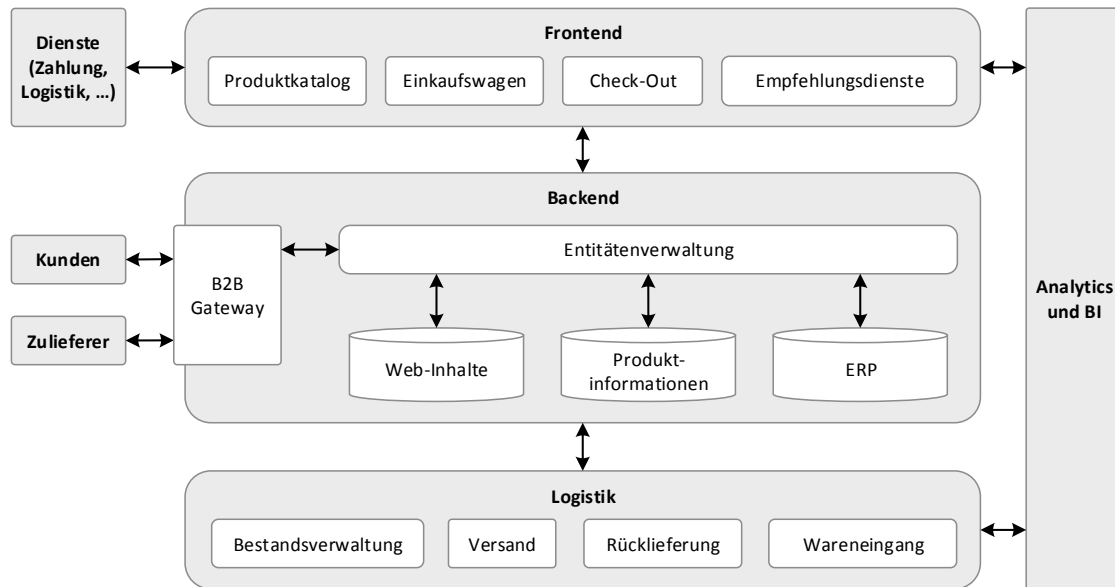 Dienste
(Zahlung,
Logistik, ...)
Frontend
Produktkatalog
Einkaufswagen
Check-Out
Empfehlungsdienste
Backend
Entitätenverwaltung
Kunden
B2B
Gateway
Zulieferer
Web-Inhalte
Produkt-
informationen
ERP
Analytics
und BI
Logistik
Bestandsverwaltung
Versand
Rücklieferung
Wareneingang